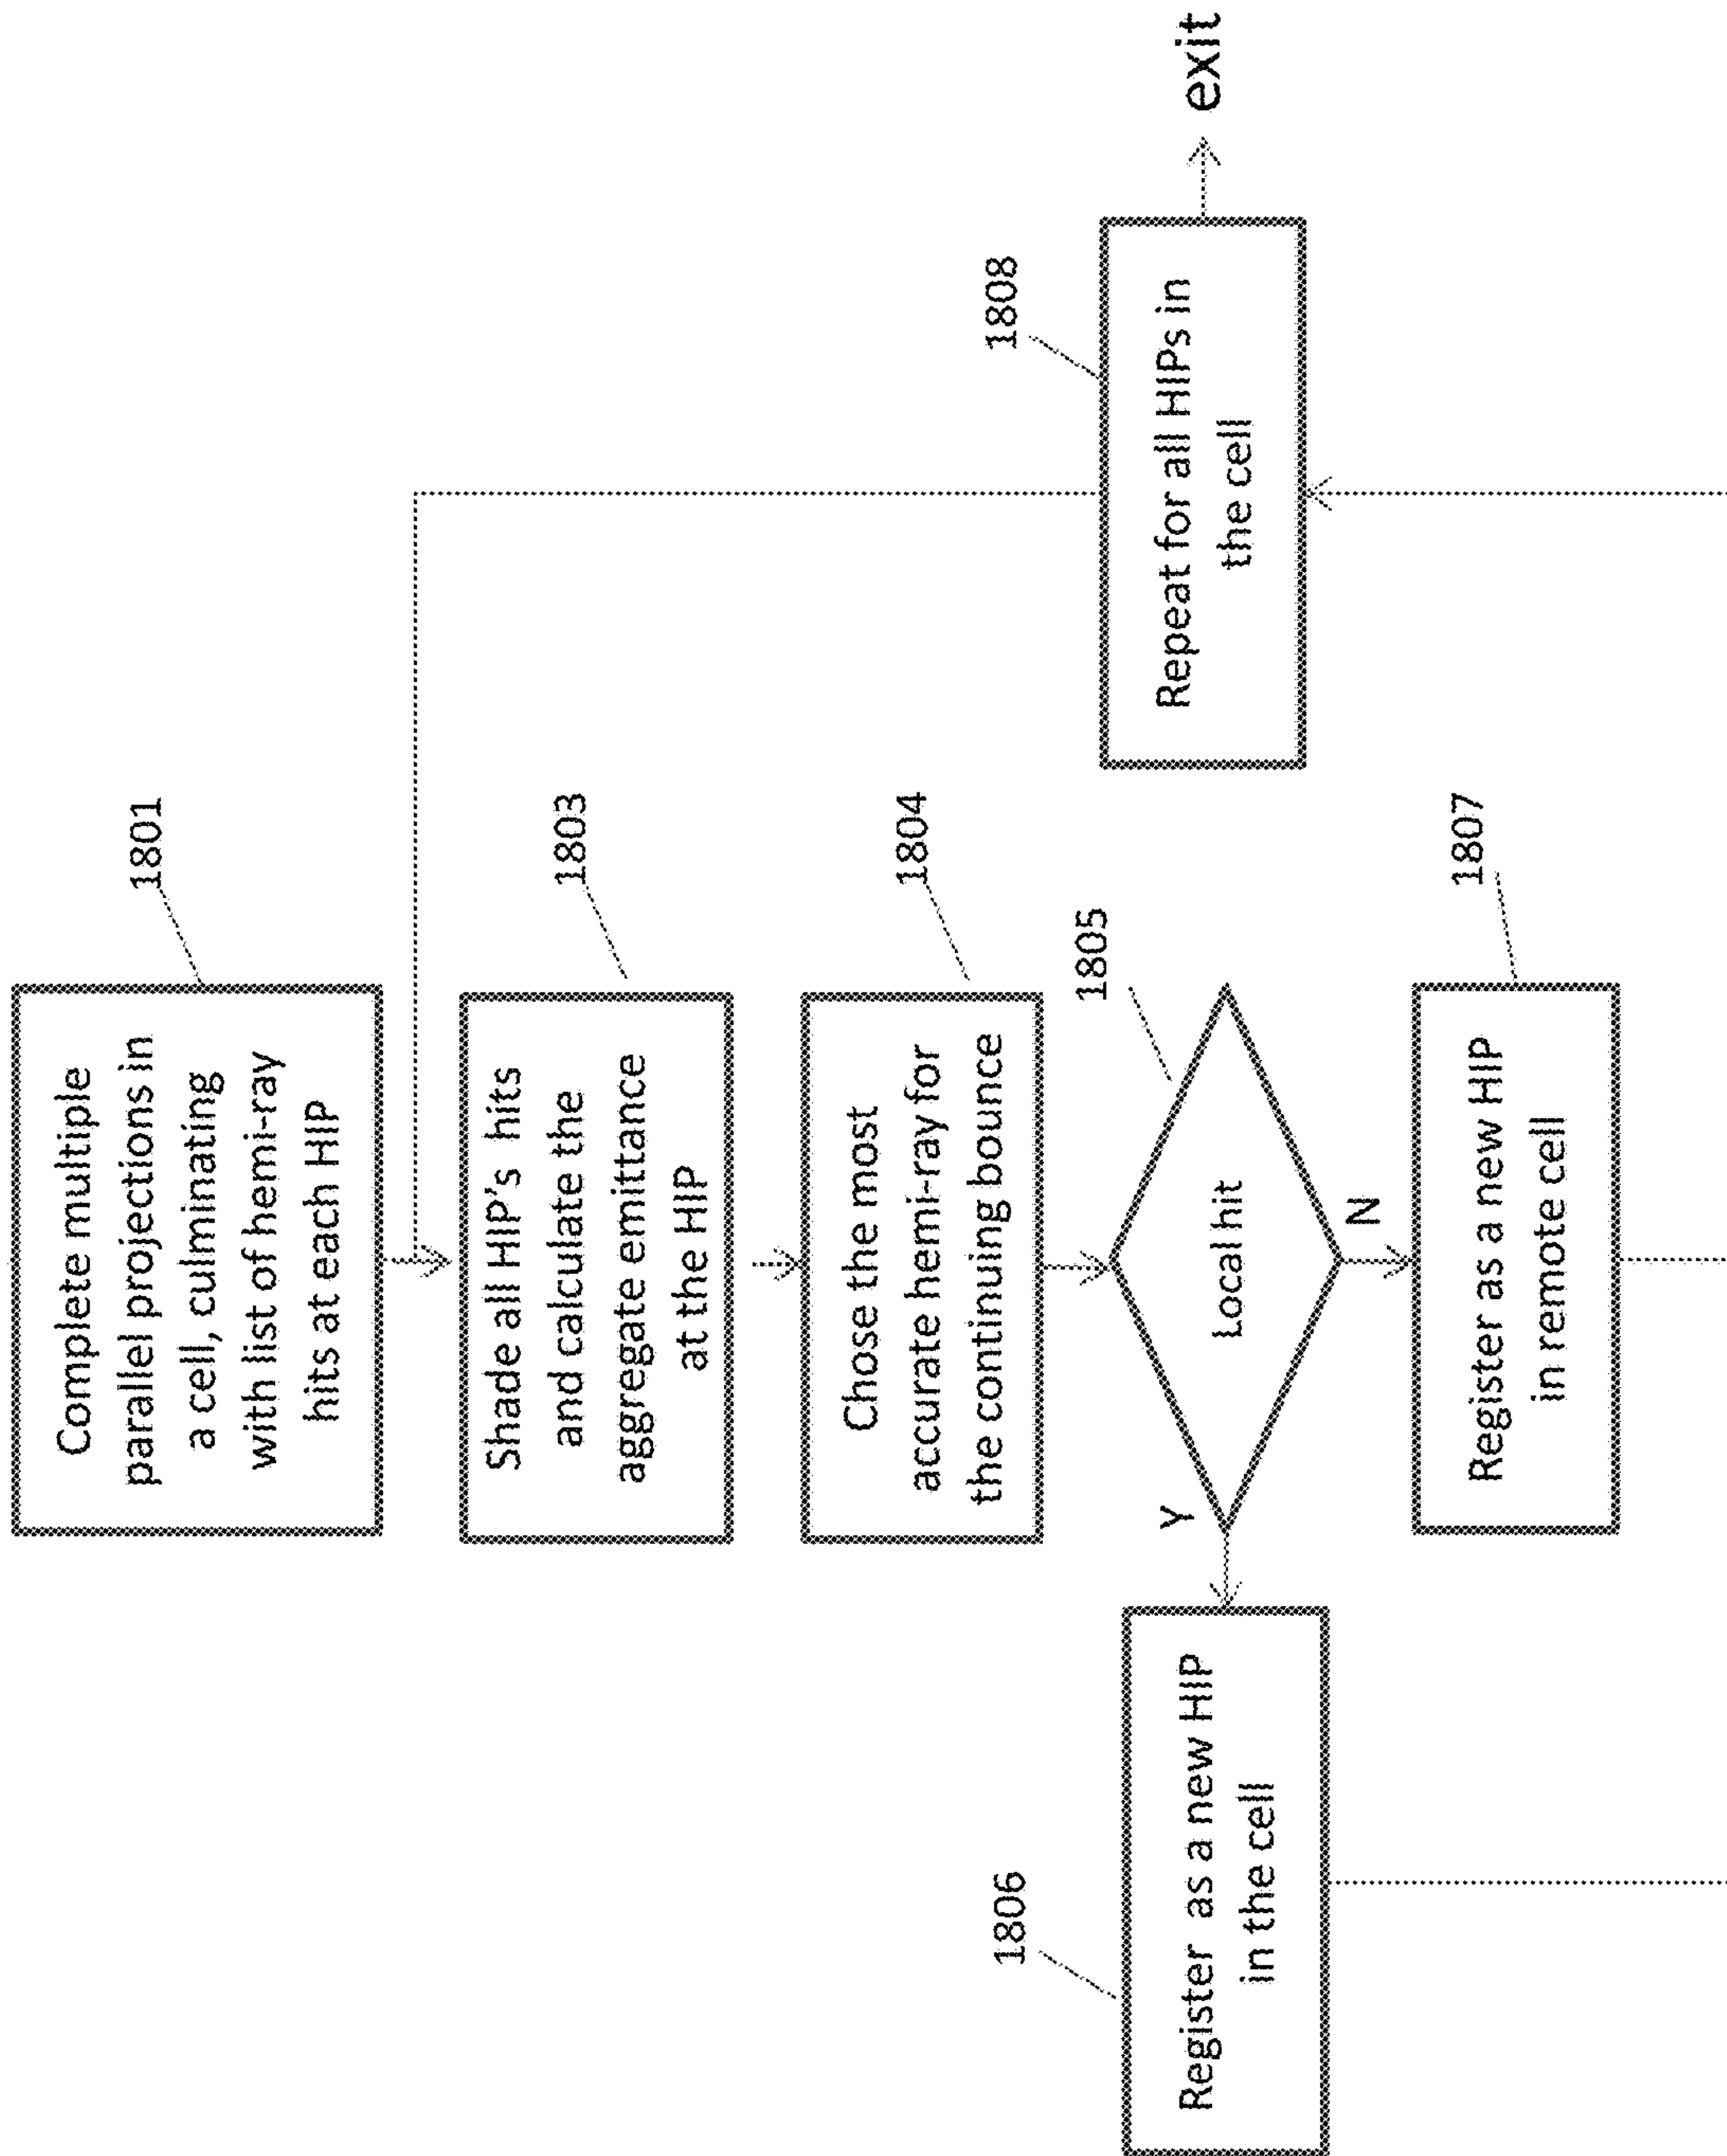 Complete multiple
parallel projections in
a cell, culminating
with list of hemi-ray
hits at each HIP
1801
Shade all HIP's hits
and calculate the
aggregate emittance
at the HIP
1803
Chose the most
accurate hemi-ray for
the continuing bounce
1804
Local hit
1805
Y
N
Register as a new HIP
in the cell
1806
Register as a new HIP
in remote cell
1807
Repeat for all HIPs in
the cell
1808
exit